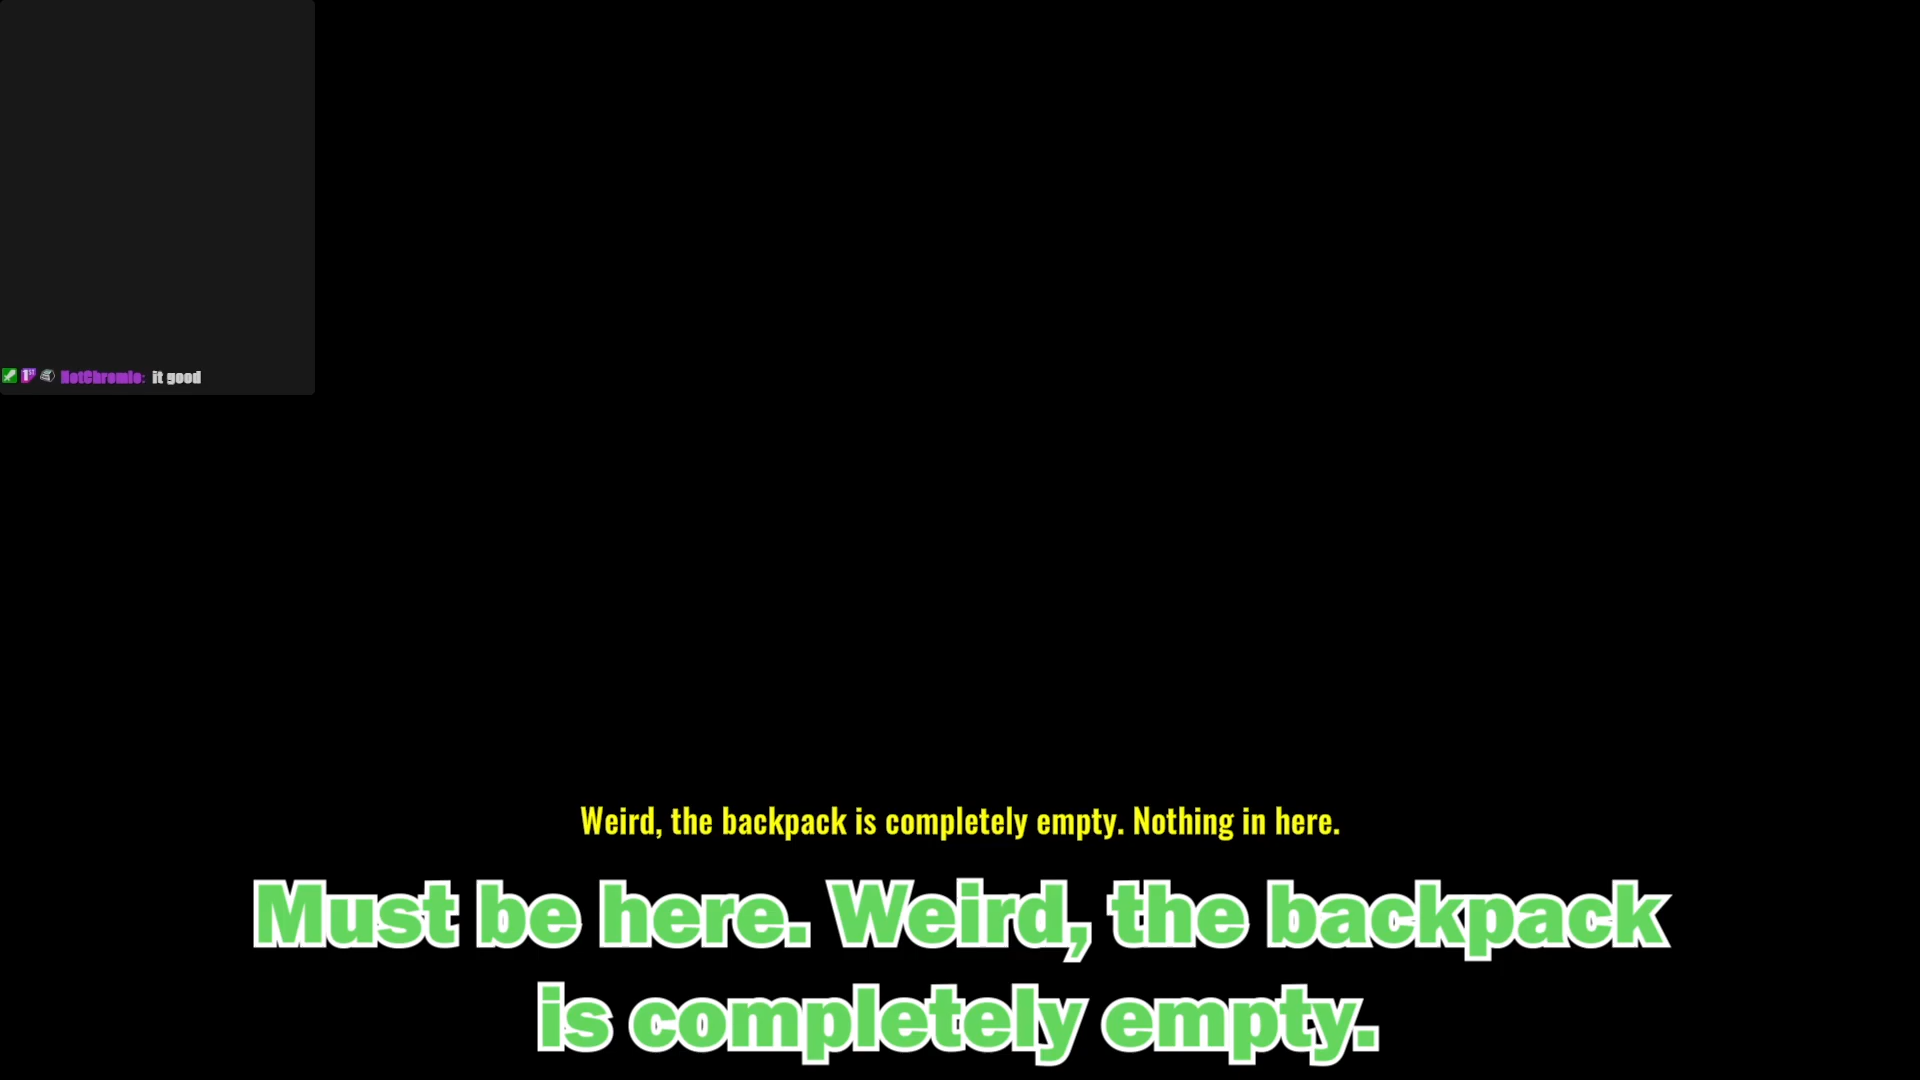 NotChromie: it good
Weird, the backpack is completely empty. Nothing in here.
Must be here. Weird, the backpack
is completely empty.